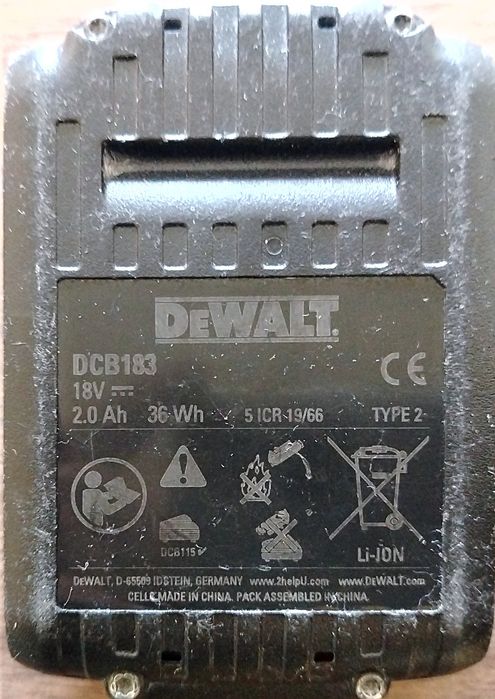 DEWALT
DCB183
CE
18V
2.0 Ah 36 Wh 5 ICR 19/66 TYPE 2
DCB115
Li-ION
DEWALT, D-65509 IDSTEIN, GERMANY www.2helpU.com www.DEWALT.com
CELLS MADE IN CHINA. PACK ASSEMBLED IN CHINA.